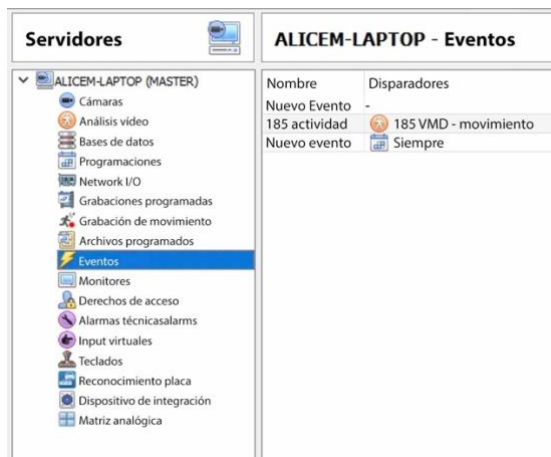 Servidores
ALICEM-LAPTOP - Eventos
ALICEM-LAPTOP (MASTER)
Cámaras
Análisis vídeo
Bases de datos
Programaciones
Network I/O
Grabaciones programadas
Grabación de movimiento
Archivos programados
Eventos
Monitores
Derechos de acceso
Alarmas técnicasalarms
Input virtuales
Teclados
Reconocimiento placa
Dispositivo de integración
Matriz analógica
Nombre Disparadores
Nuevo Evento -
185 actividad 185 VMD - movimiento
Nuevo evento Siempre